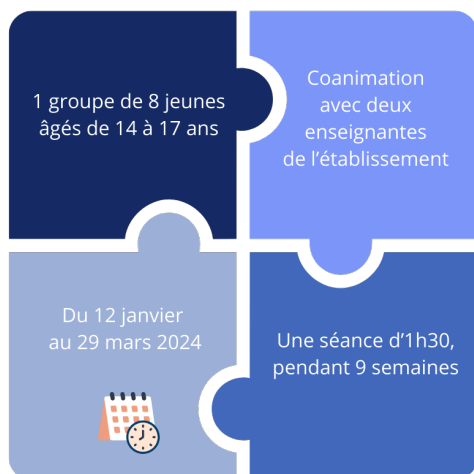 1 groupe de 8 jeunes
âgés de 14 à 17 ans
Coanimation
avec deux
enseignantes
de l’établissement
Du 12 janvier
au 29 mars 2024
Une séance d’1h30,
pendant 9 semaines